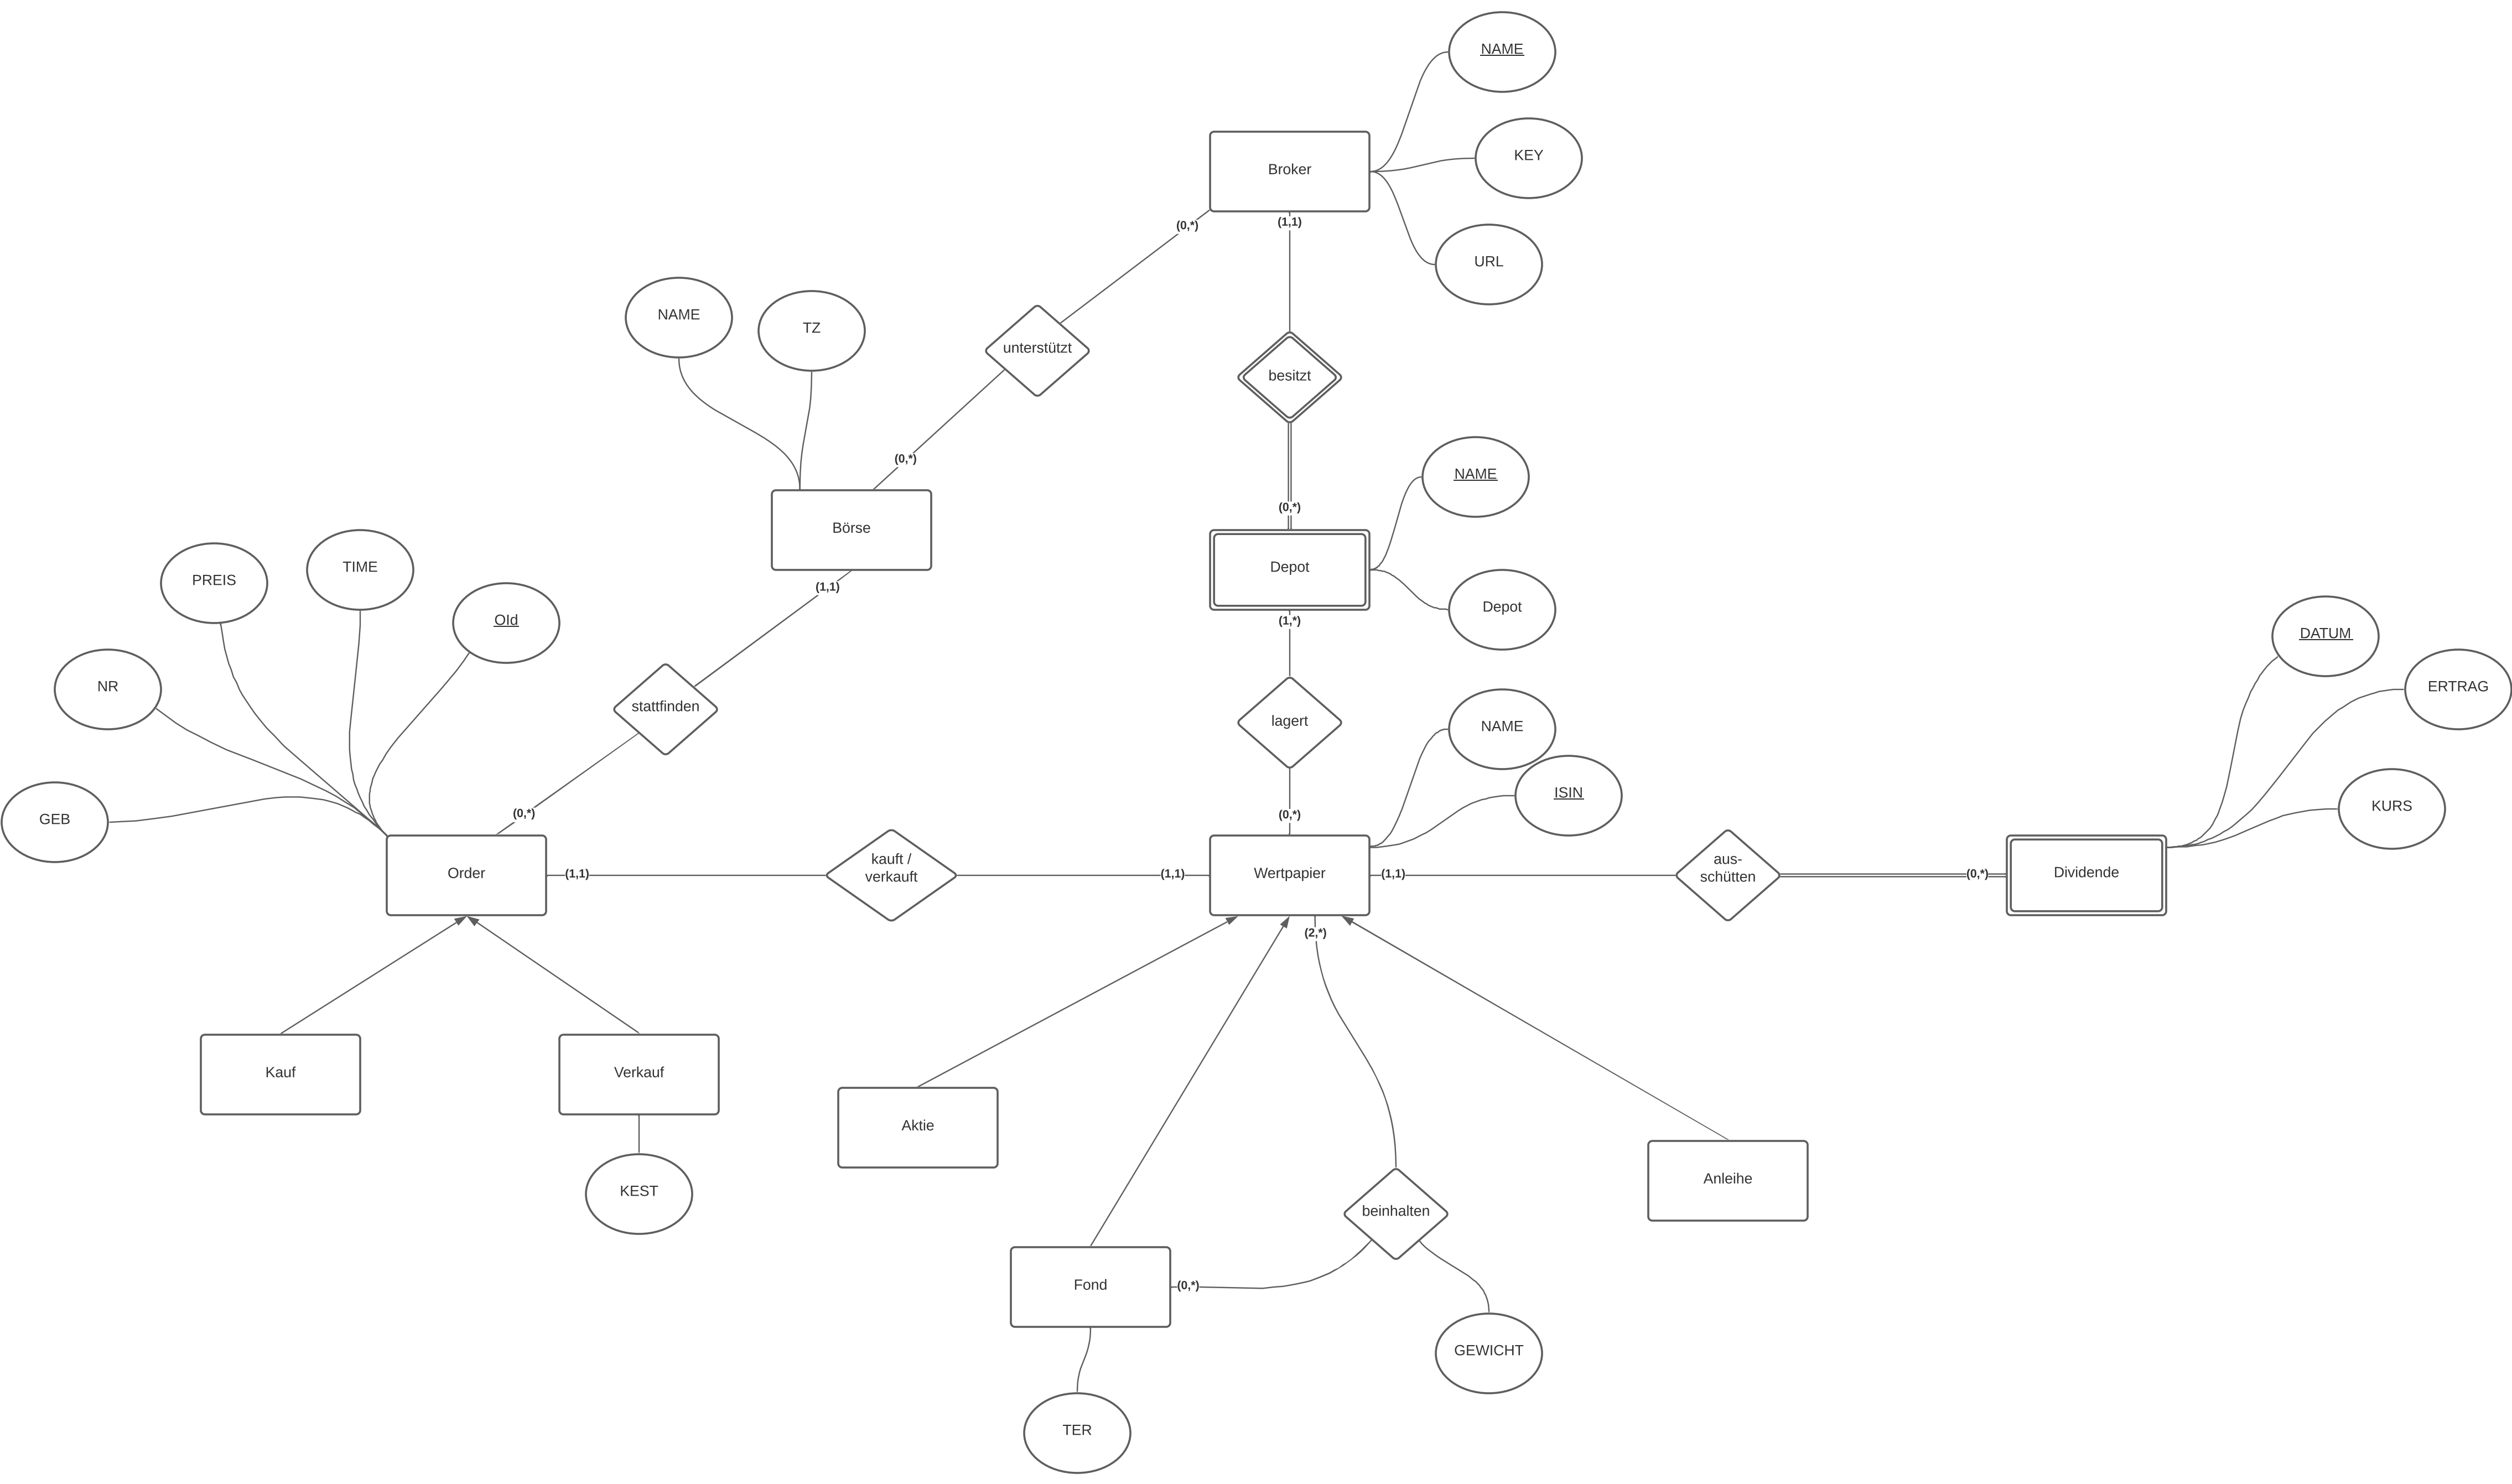 NAME
KEY
Broker
(0,*)
(1,1)
URL
NAME
TZ
unterstützt
besitzt
(0,*)
NAME
(0,*)
Börse
Depot
(1,1)
Depot
(1,*)
PREIS
TIME
OId
NR
stattfinden
lagert
NAME
ISIN
DATUM
ERTRAG
KURS
GEB
(0,*)
(0,*)
Order
(1,1)
kauft /
verkauft
(1,1)
Wertpapier
(1,1)
aus-
schütten
(0,*)
Dividende
(2,*)
Kauf
Verkauf
Aktie
Anleihe
KEST
beinhalten
Fond
(0,*)
GEWICHT
TER